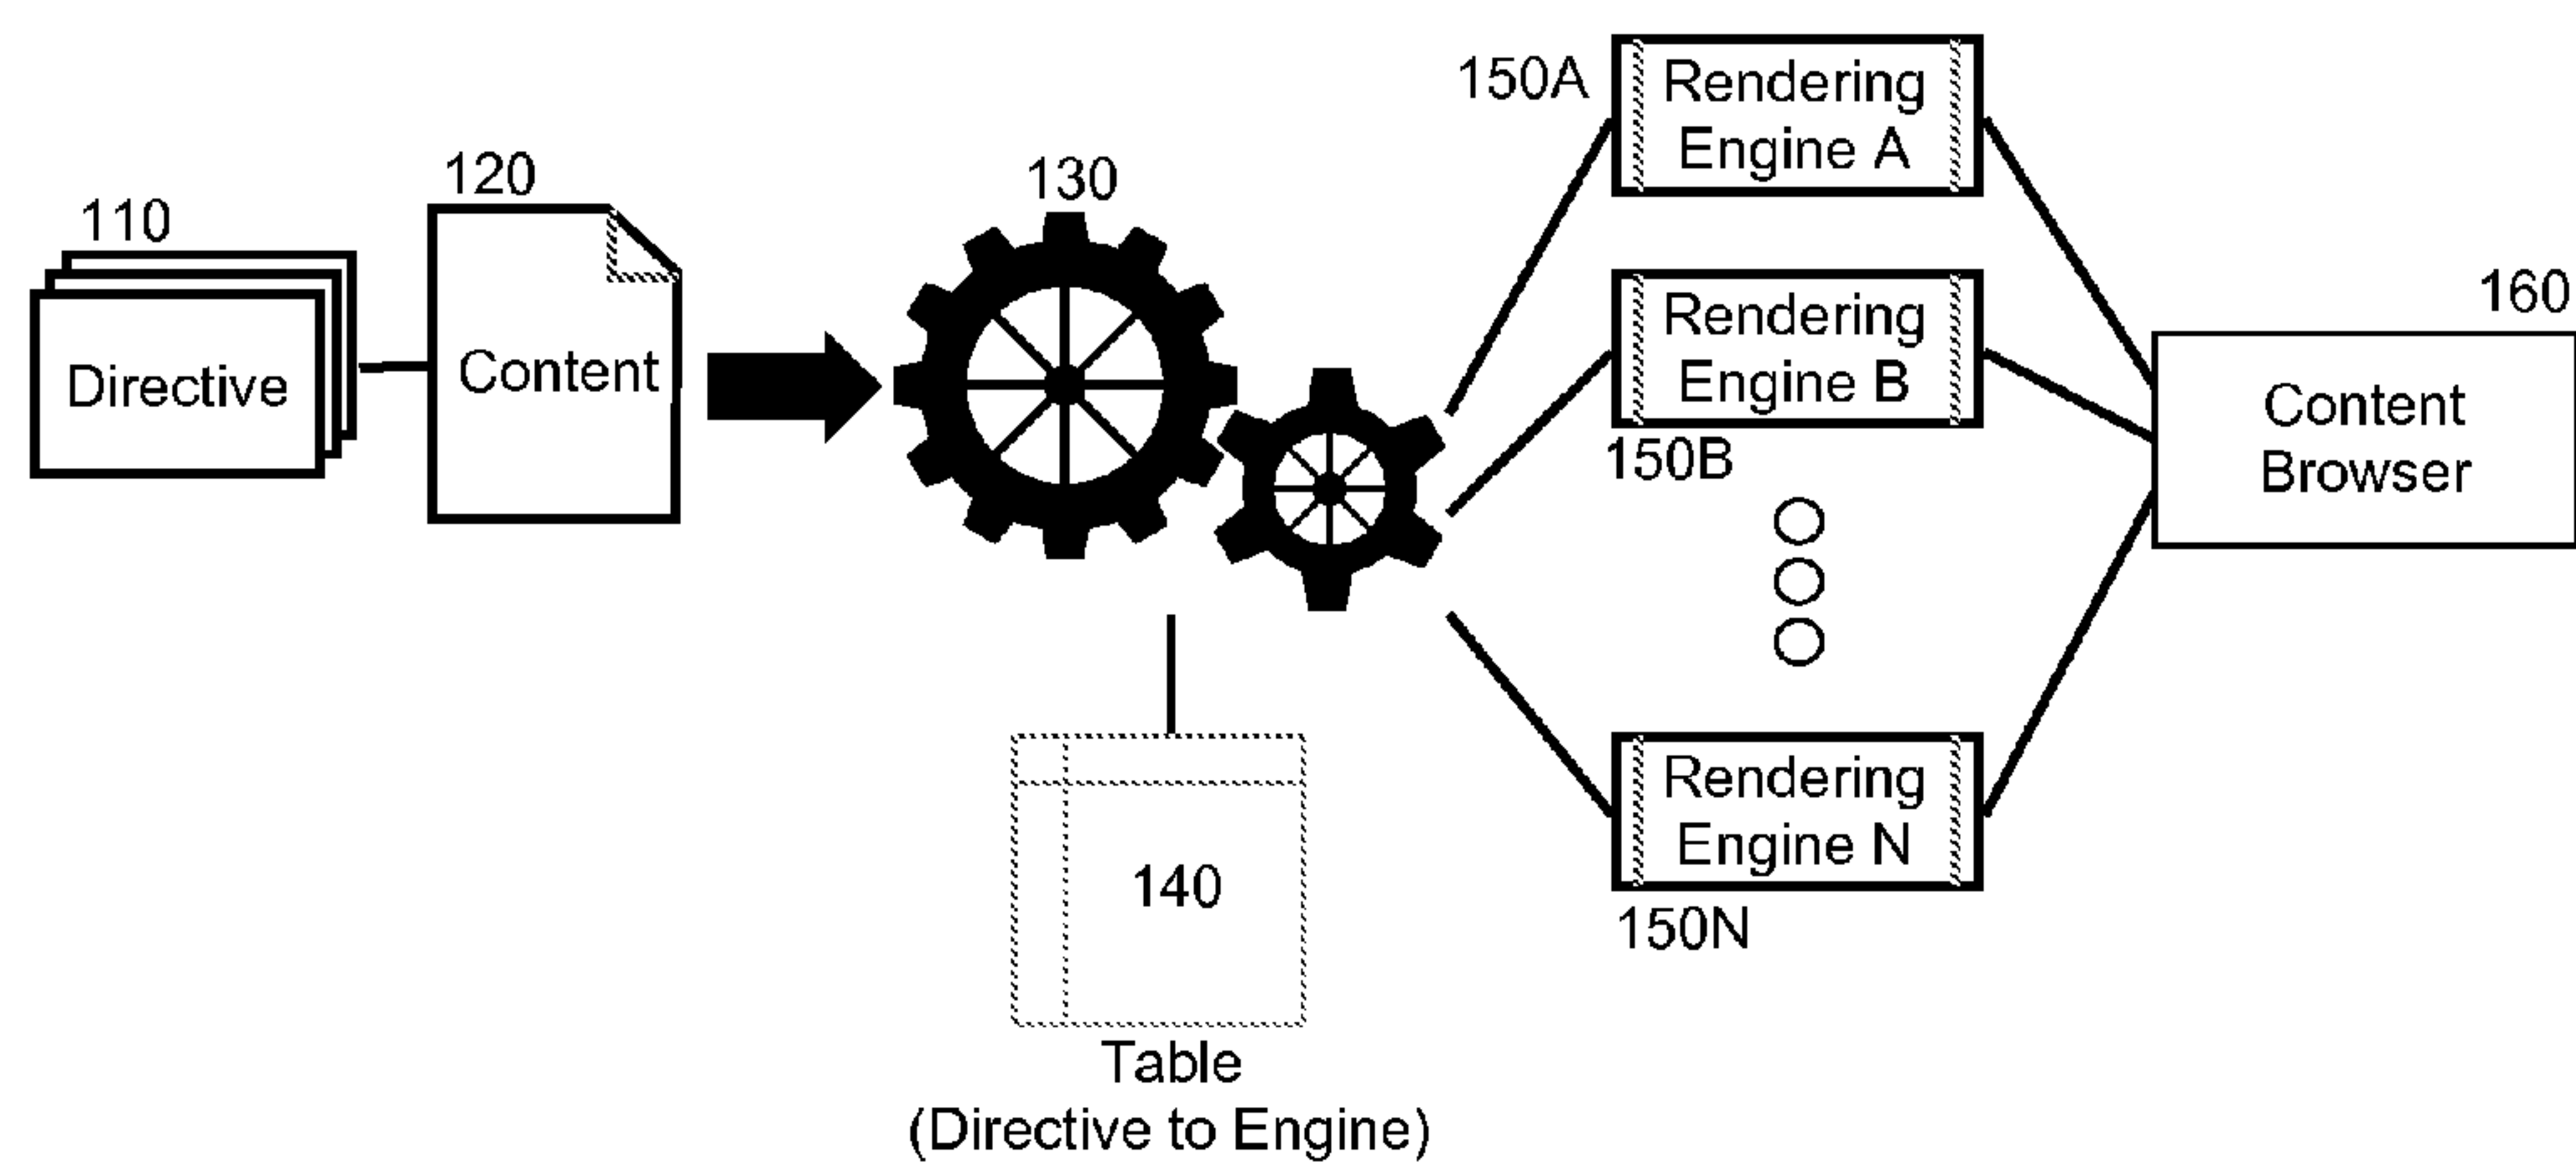 110
Directive
120
Content
130
140
Table
(Directive to Engine)
150A
Rendering
Engine A
Rendering
Engine B
150B
Rendering
Engine N
150N
160
Content
Browser